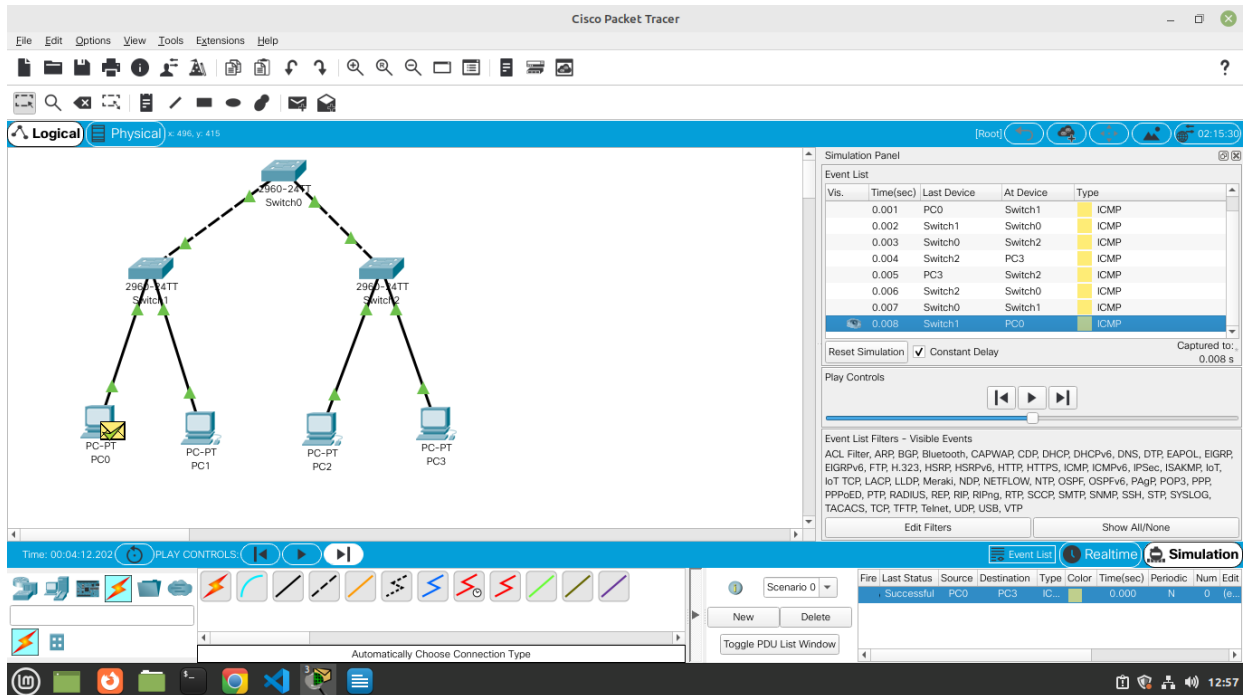 Cisco Packet Tracer
File Edit Options View Tools Extensions Help
?
Logical Physical x: 496, y: 415 [Root] 02:15:30
2960-24TT
Switch0
2960-24TT
Switch1
2960-24TT
Switch2
PC-PT
PC0
PC-PT
PC1
PC-PT
PC2
PC-PT
PC3
Simulation Panel
Event List
Vis. Time(sec) Last Device At Device Type
0.001 PC0 Switch1 ICMP
0.002 Switch1 Switch0 ICMP
0.003 Switch0 Switch2 ICMP
0.004 Switch2 PC3 ICMP
0.005 PC3 Switch2 ICMP
0.006 Switch2 Switch0 ICMP
0.007 Switch0 Switch1 ICMP
0.008 Switch1 PC0 ICMP
Reset Simulation Constant Delay Captured to:
0.008 s
Play Controls
Event List Filters - Visible Events
ACL Filter, ARP, BGP, Bluetooth, CAPWAP, CDP, DHCP, DHCPv6, DNS, DTP, EAPOL, EIGRP,
EIGRPv6, FTP, H.323, HSRP, HSRPv6, HTTP, HTTPS, ICMP, ICMPv6, IPSec, ISAKMP, IoT,
IoT TCP, LACP, LLDP, Meraki, NDP, NETFLOW, NTP, OSPF, OSPFv6, PAgP, POP3, PPP,
PPPoED, PTP, RADIUS, REP, RIP, RIPng, RTP, SCCP, SMTP, SNMP, SSH, STP, SYSLOG,
TACACS, TCP, TFTP, Telnet, UDP, USB, VTP
Edit Filters Show All/None
Time: 00:04:12.202 PLAY CONTROLS: Event List Realtime Simulation
Automatically Choose Connection Type
Scenario 0
New Delete
Toggle PDU List Window
Fire Last Status Source Destination Type Color Time(sec) Periodic Num Edit
Successful PC0 PC3 IC... 0.000 N 0 (e...
3
12:57